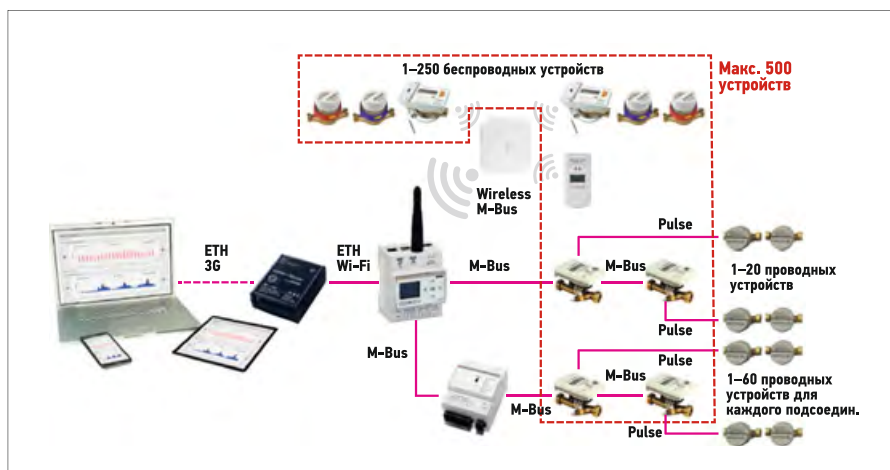 1–250 беспроводных устройств
Макс. 500
устройств
Wireless
M-Bus
Pulse
ETH
3G
ETH
Wi-Fi
M-Bus
M-Bus
1–20 проводных
устройств
Pulse
Pulse
M-Bus
M-Bus
M-Bus
1–60 проводных
устройств для
каждого подсоедин.
Pulse